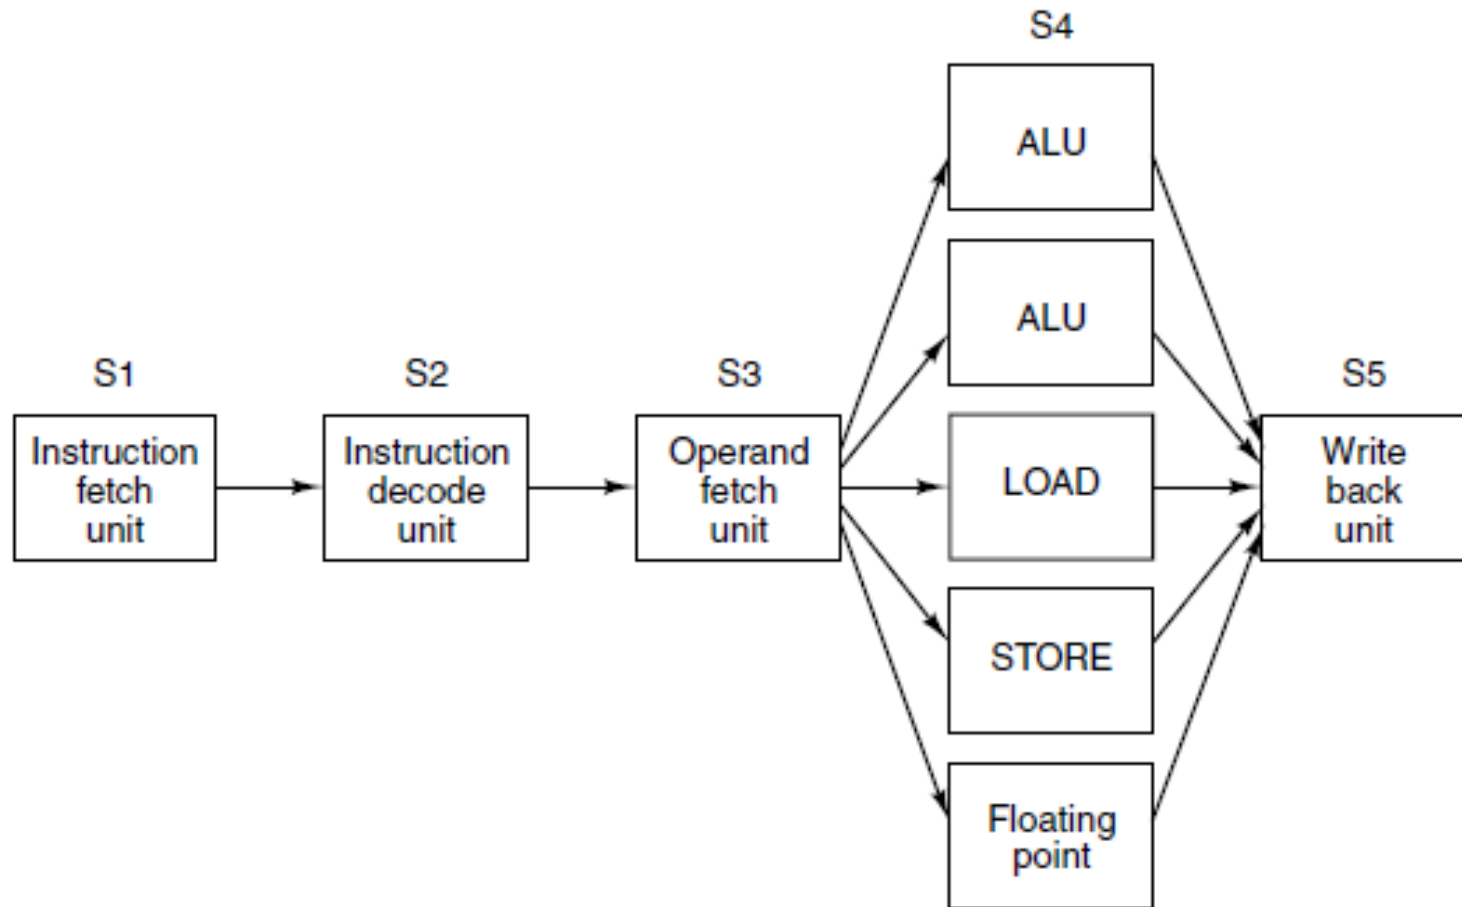 S4
ALU
ALU
S1
S2
S3
S5
Instruction
fetch
unit
Instruction
decode
unit
Operand
fetch
unit
LOAD
Write
back
unit
STORE
Floating
point